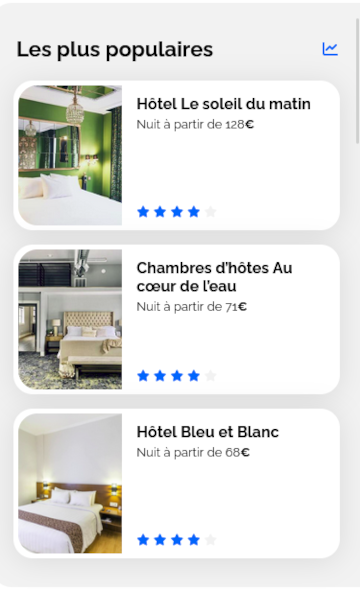 Les plus populaires
Hôtel Le soleil du matin
Nuit à partir de 128€
Chambres d'hôtes Au
cœur de l'eau
Nuit à partir de 71€
Hôtel Bleu et Blanc
Nuit à partir de 68€